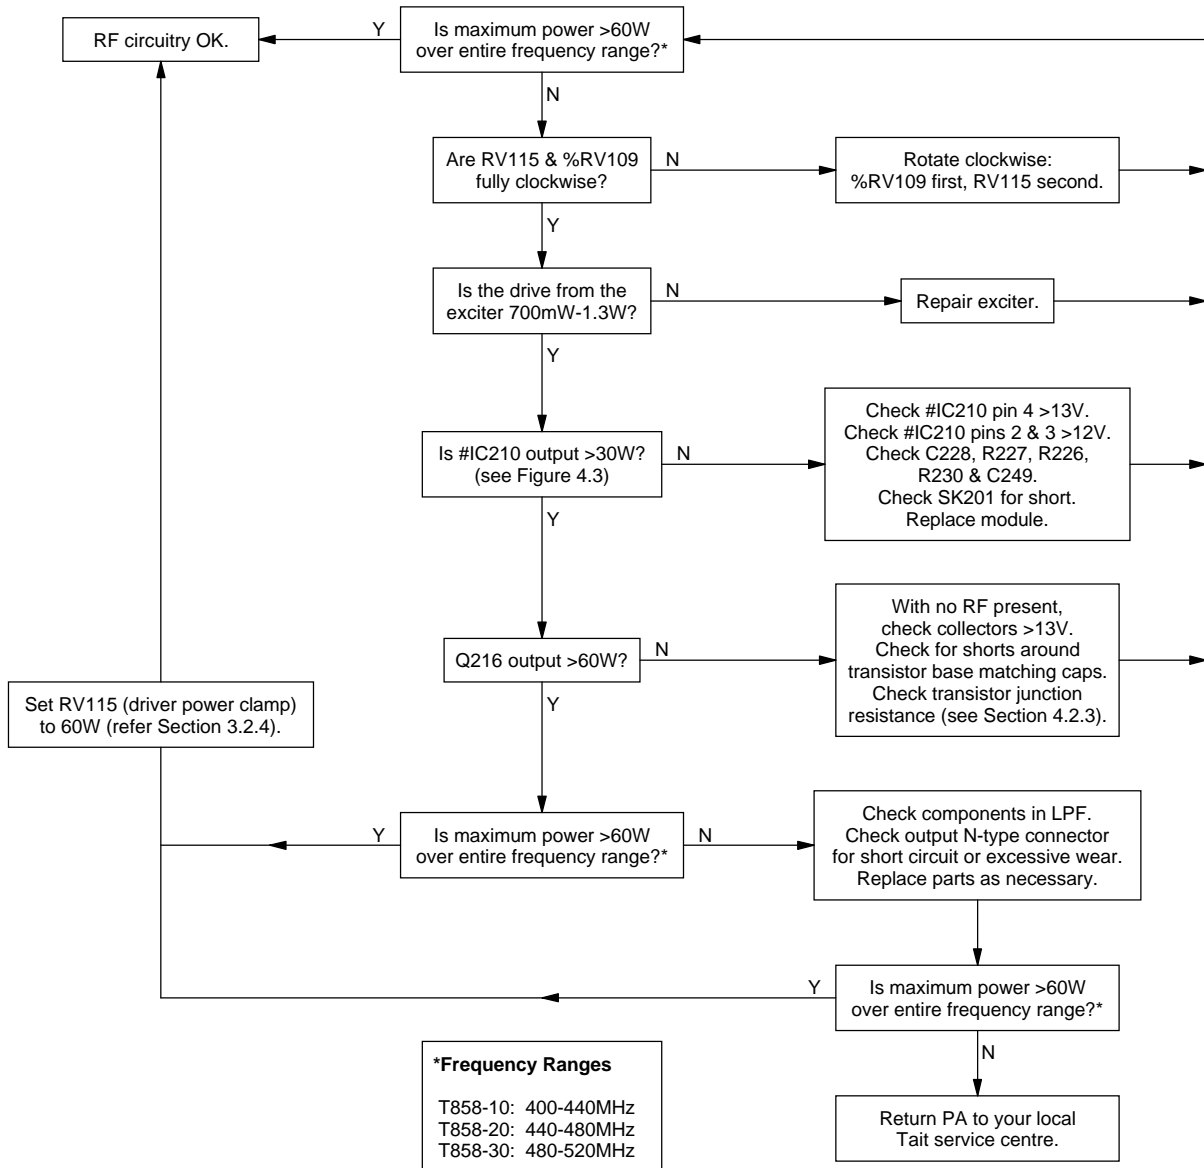 RF circuitry OK.
Y
Is maximum power >60W
over entire frequency range?*
N
Are RV115 & %RV109
fully clockwise?
N
Rotate clockwise:
%RV109 first, RV115 second.
Y
Is the drive from the
exciter 700mW-1.3W?
N
Repair exciter.
Y
Is #IC210 output >30W?
(see Figure 4.3)
N
Check #IC210 pin 4 >13V.
Check #IC210 pins 2 & 3 >12V.
Check C228, R227, R226,
R230 & C249.
Check SK201 for short.
Replace module.
Y
Q216 output >60W?
N
With no RF present,
check collectors >13V.
Check for shorts around
transistor base matching caps.
Check transistor junction
resistance (see Section 4.2.3).
Set RV115 (driver power clamp)
to 60W (refer Section 3.2.4).
Y
Y
Is maximum power >60W
over entire frequency range?*
N
Check components in LPF.
Check output N-type connector
for short circuit or excessive wear.
Replace parts as necessary.
Y
Is maximum power >60W
over entire frequency range?*
N
*Frequency Ranges
T858-10: 400-440MHz
T858-20: 440-480MHz
T858-30: 480-520MHz
Return PA to your local
Tait service centre.